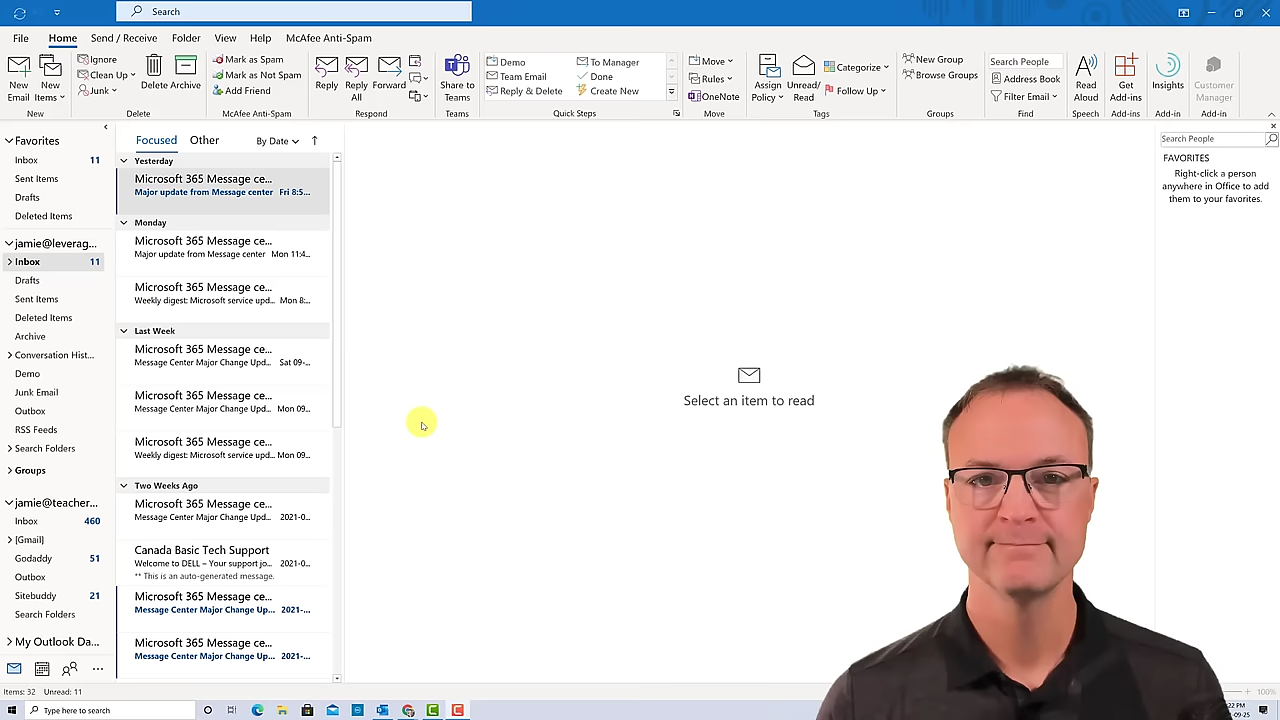 Search
File Home Send / Receive Folder View Help McAfee Anti-Spam
New Email
New Items
Ignore
Clean Up
Junk
Delete
Archive
Mark as Spam
Mark as Not Spam
Add Friend
Reply
Reply All
Forward
Share to Teams
Demo
Team Email
Reply & Delete
To Manager
Done
Create New
Move
Rules
OneNote
Assign Policy
Unread/ Read
Categorize
Follow Up
New Group
Browse Groups
Search People
Address Book
Filter Email
Read Aloud
Get Add-ins
Insights
Customer Manager
New Delete McAfee Anti-Spam Respond Teams Quick Steps Move Tags Groups Find Speech Add-ins Add-in Add-in
Favorites
Inbox 11
Sent Items
Drafts
Deleted Items
jamie@leverag...
Inbox 11
Drafts
Sent Items
Deleted Items
Archive
Conversation Hist...
Demo
Junk Email
Outbox
RSS Feeds
Search Folders
Groups
jamie@teacher...
Inbox 460
[Gmail]
Godaddy 51
Outbox
Sitebuddy 21
Search Folders
My Outlook Da...
Focused Other By Date
Yesterday
Microsoft 365 Message ce...
Major update from Message center Fri 8:5...
Monday
Microsoft 365 Message ce...
Major update from Message center Mon 11:4...
Microsoft 365 Message ce...
Weekly digest: Microsoft service upd... Mon 8:...
Last Week
Microsoft 365 Message ce...
Message Center Major Change Upd... Sat 09-...
Microsoft 365 Message ce...
Message Center Major Change Upd... Mon 09...
Microsoft 365 Message ce...
Weekly digest: Microsoft service upd... Mon 09...
Two Weeks Ago
Microsoft 365 Message ce...
Message Center Major Change Upd... 2021-0...
Canada Basic Tech Support
Welcome to DELL – Your support jo... 2021-0...
** This is an auto-generated message.
Microsoft 365 Message ce...
Message Center Major Change Up... 2021-...
Microsoft 365 Message ce...
Message Center Major Change Up... 2021-...
Select an item to read
Search People
FAVORITES
Right-click a person
anywhere in Office to add
them to your favorites.
Items: 32 Unread: 11
100%
Type here to search
22 PM
09-25